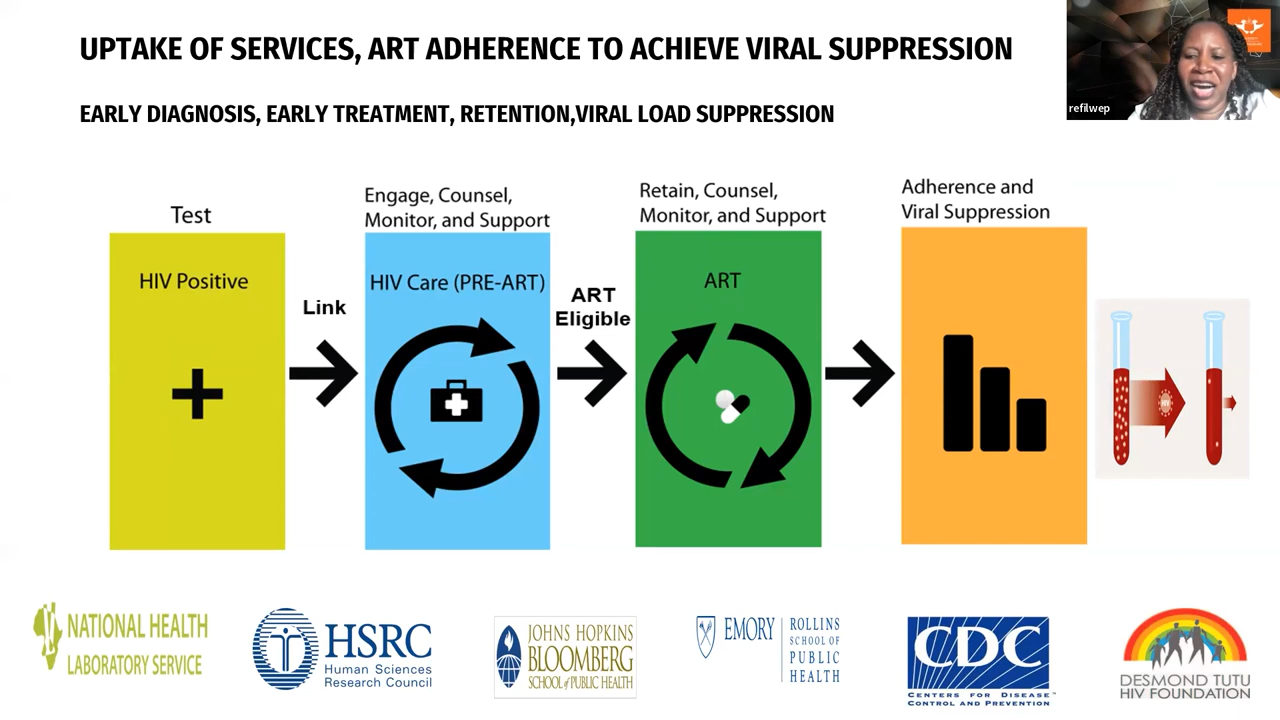 UPTAKE OF SERVICES, ART ADHERENCE TO ACHIEVE VIRAL SUPPRESSION
EARLY DIAGNOSIS, EARLY TREATMENT, RETENTION,VIRAL LOAD SUPPRESSION
refilwep
Test
HIV Positive
Link
Engage, Counsel,
Monitor, and Support
HIV Care (PRE-ART)
ART
Eligible
Retain, Counsel,
Monitor, and Support
ART
Adherence and
Viral Suppression
HIV
NATIONAL HEALTH
LABORATORY SERVICE
HSRC
Human Sciences
Research Council
JOHNS HOPKINS
BLOOMBERG
SCHOOL of PUBLIC HEALTH
EMORY
ROLLINS
SCHOOL OF
PUBLIC
HEALTH
CDC
CENTERS FOR DISEASE
CONTROL AND PREVENTION
DESMOND TUTU
HIV FOUNDATION